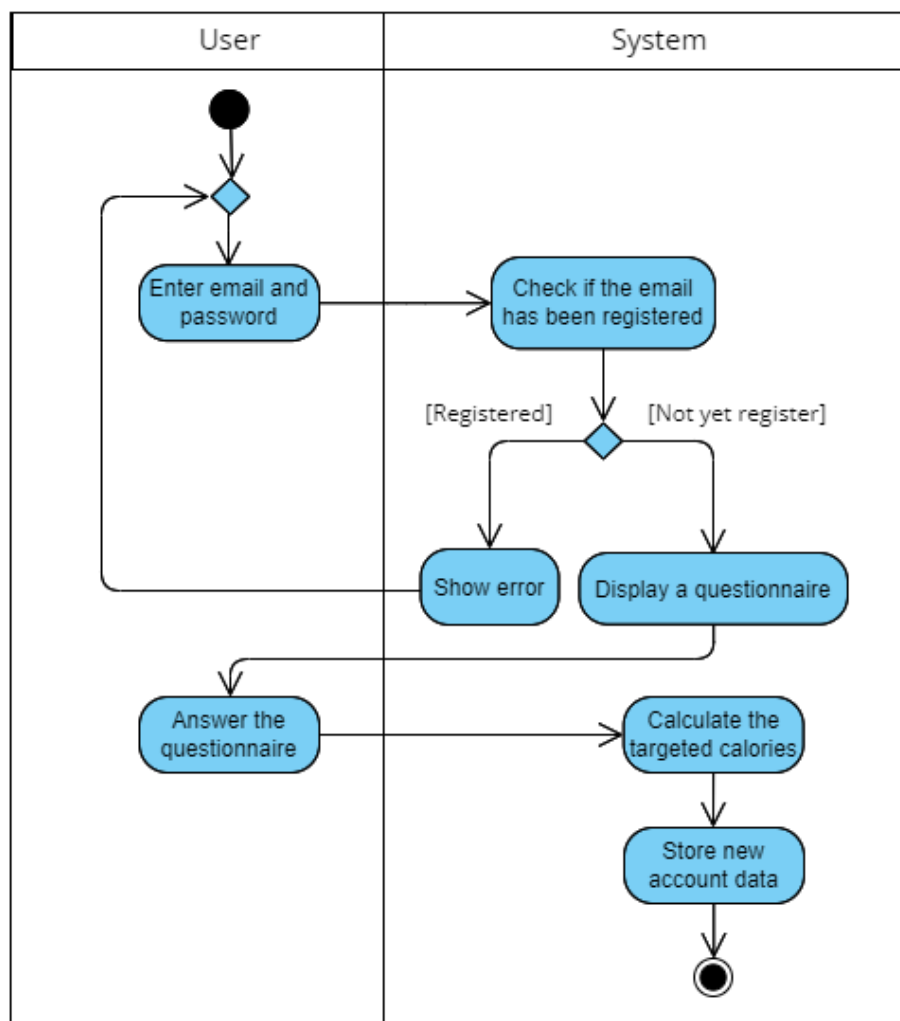 User
System
Enter email and
password
Check if the email
has been registered
[Registered]
[Not yet register]
Show error
Display a questionnaire
Answer the
questionnaire
Calculate the
targeted calories
Store new
account data